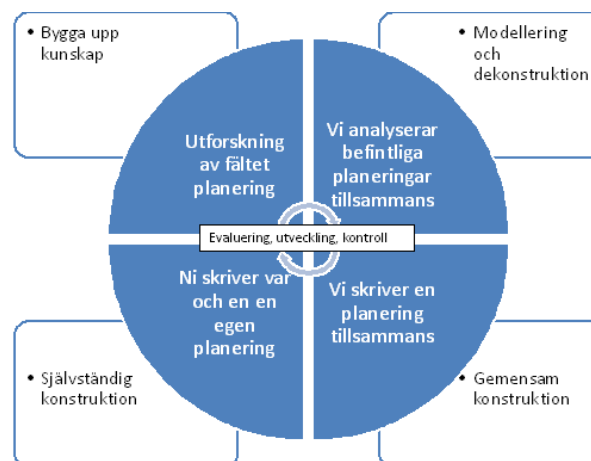 • Bygga upp
kunskap
• Modellering
och
dekonstruktion
Utforskning
av fältet
planering
Vi analyserar
befintliga
planeringar
tillsammans
Evaluering, utveckling, kontroll
Ni skriver var
och en en
egen
planering
Vi skriver en
planering
tillsammans
• Självständig
konstruktion
• Gemensam
konstruktion